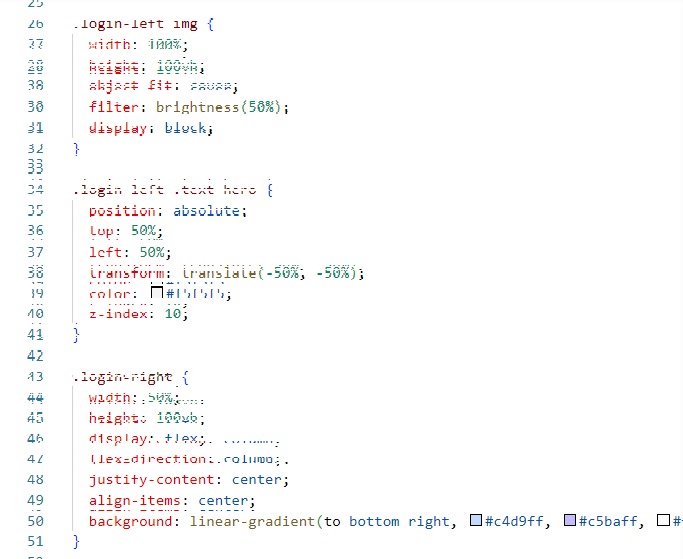 25
26 .login-left img {
27 width: 100%;
28 height: 100vh;
object-fit: cover;
30 filter: brightness(50%);
31 display: block;
32 }
33
34 .login-left .text-hero {
35 position: absolute;
36 top: 50%;
37 left: 50%;
38 transform: translate(-50%, -50%);
39 color: #f5f5f5;
40 z-index: 10;
41 }
42
43 .login-right {
44 width: 50%;
45 height: 100vh;
46 display: flex;
47 flex-direction: column;
48 justify-content: center;
49 align-items: center;
50 background: linear-gradient(to bottom right, #c4d9ff, #c5baff, #
51 }